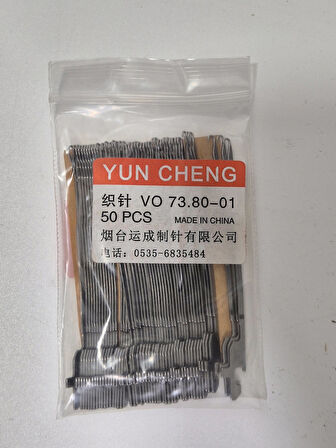 YUN CHENG
织针 VO 73.80-01
50 PCS MADE IN CHINA
烟台运成制针有限公司
电话: 0535-6835484